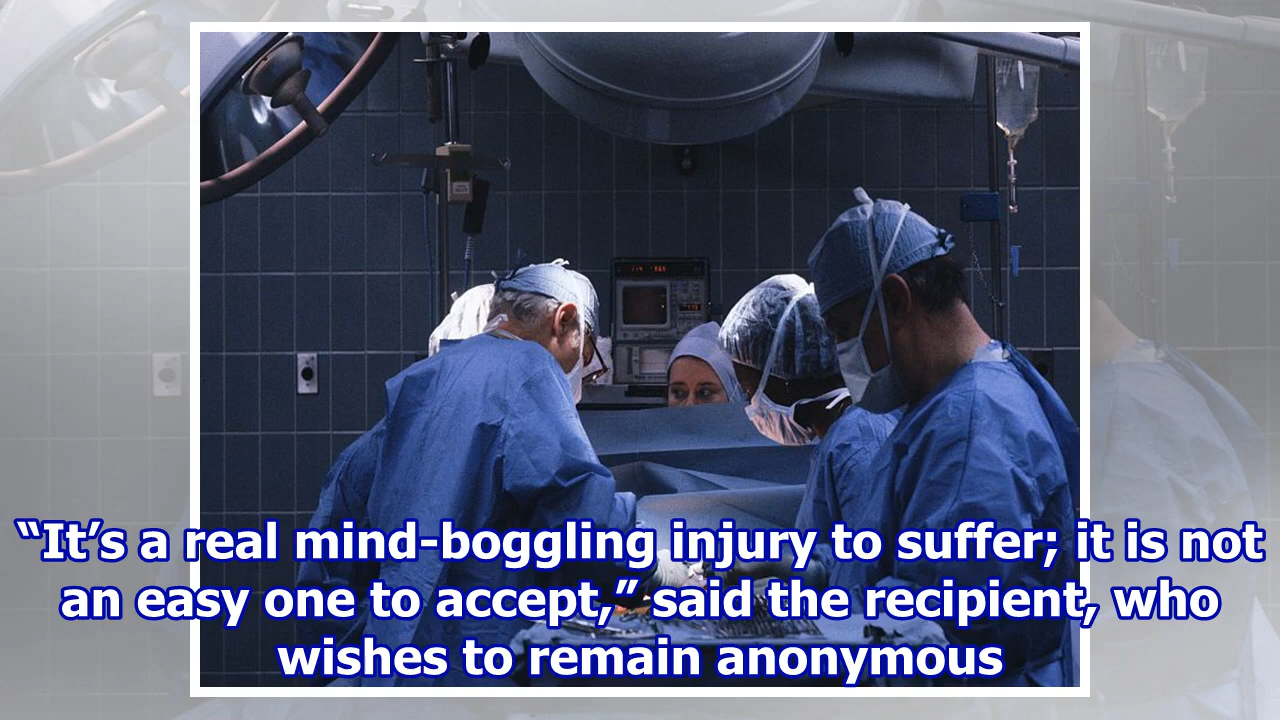 “It’s a real mind-boggling injury to suffer; it is not
an easy one to accept,” said the recipient, who
wishes to remain anonymous